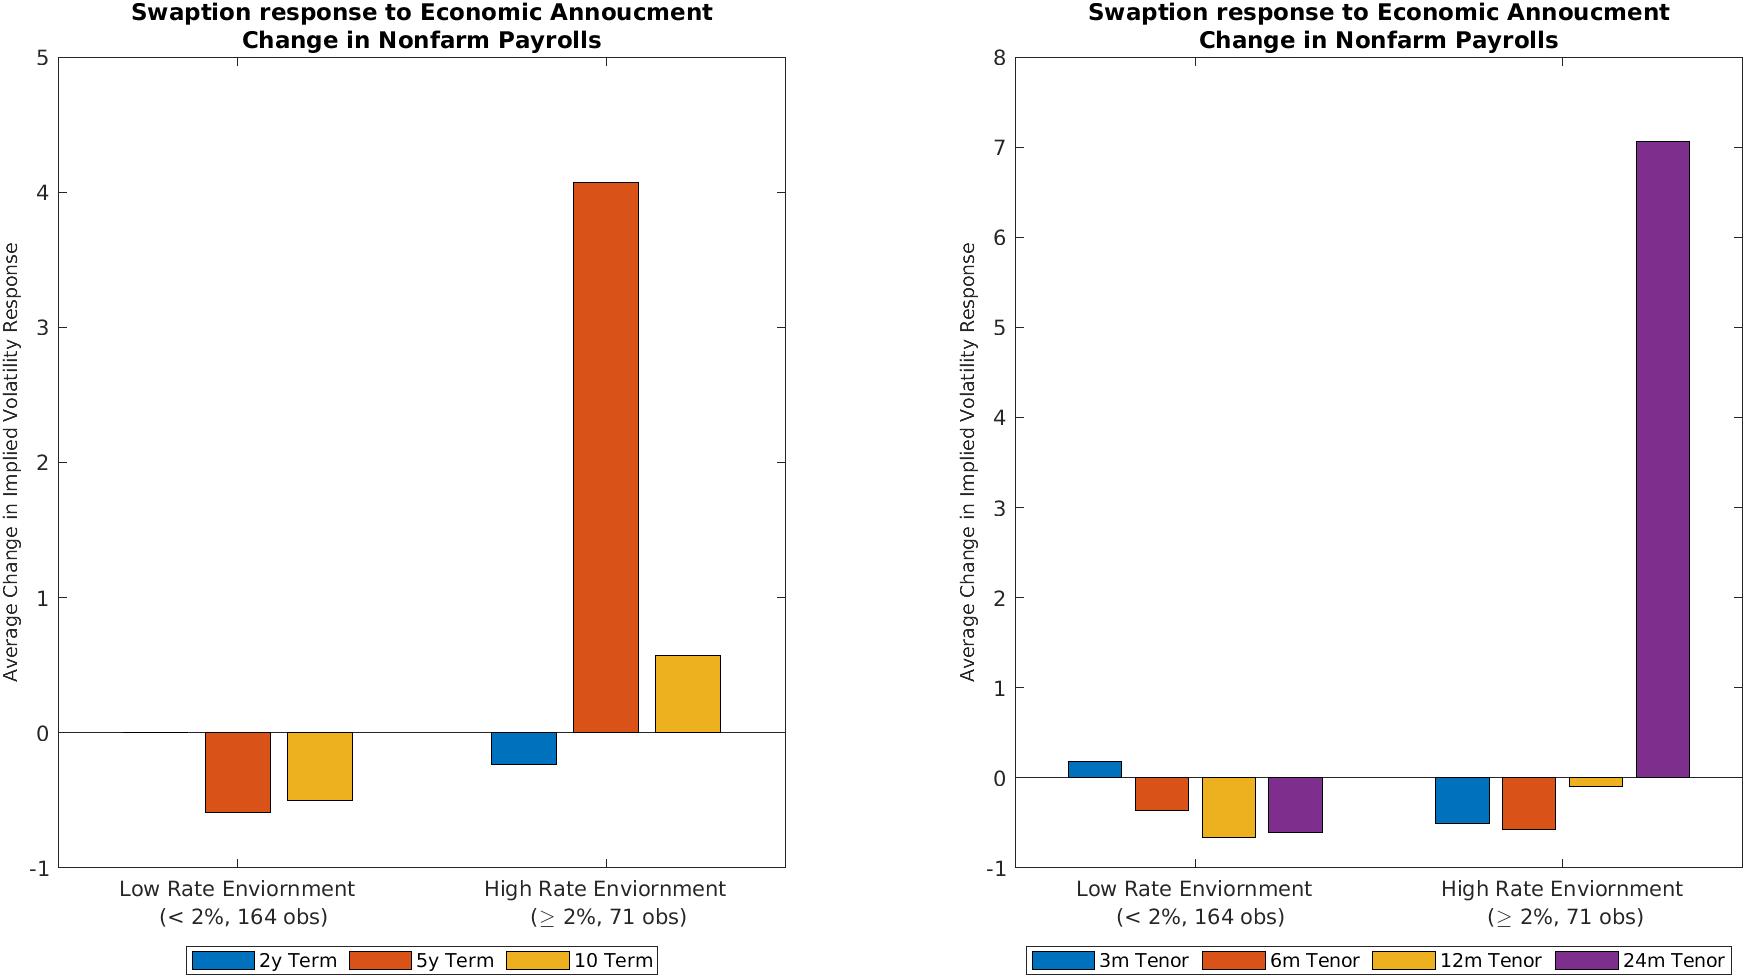 Swaption response to Economic Annoucment
Change in Nonfarm Payrolls
5
4
3
2
1
0
-1
Average Change in Implied Volatility Response
Low Rate Enviornment
(< 2%, 164 obs)
High Rate Enviornment
(≥ 2%, 71 obs)
2y Term 5y Term 10 Term
Swaption response to Economic Annoucment
Change in Nonfarm Payrolls
8
7
6
5
4
3
2
1
0
-1
Average Change in Implied Volatility Response
Low Rate Enviornment
(< 2%, 164 obs)
High Rate Enviornment
(≥ 2%, 71 obs)
3m Tenor 6m Tenor 12m Tenor 24m Tenor